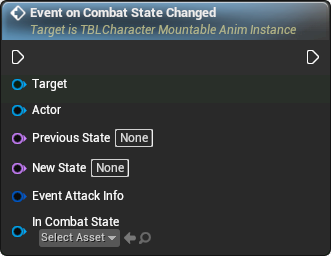 Event on Combat State Changed
Target is TBLCharacter Mountable Anim Instance
Target
Actor
Previous State None
New State None
Event Attack Info
In Combat State
Select Asset